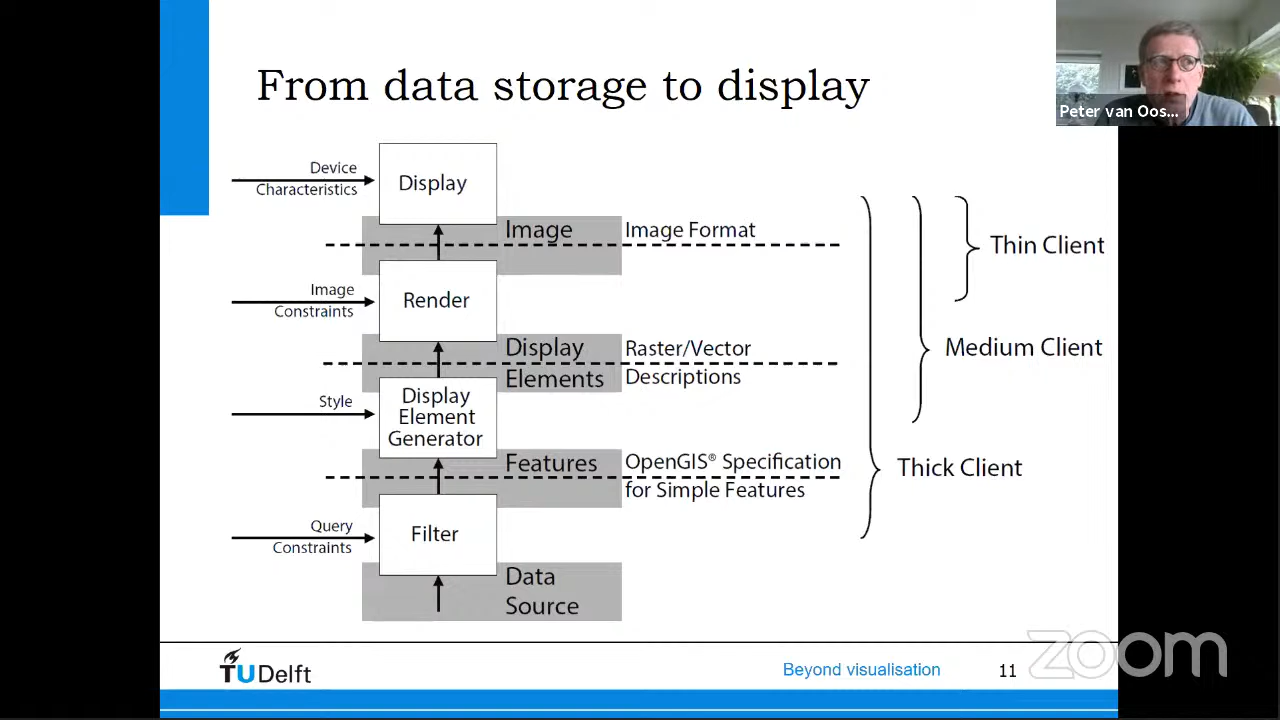 From data storage to display
Peter van Oos...
Device
Characteristics
Display
Image
Image Format
Thin Client
Image
Constraints
Render
Display
Elements
Raster/Vector
Descriptions
Medium Client
Style
Display
Element
Generator
Features
OpenGIS® Specification
for Simple Features
Thick Client
Query
Constraints
Filter
Data
Source
TUDelft
Beyond visualisation
11
zoom